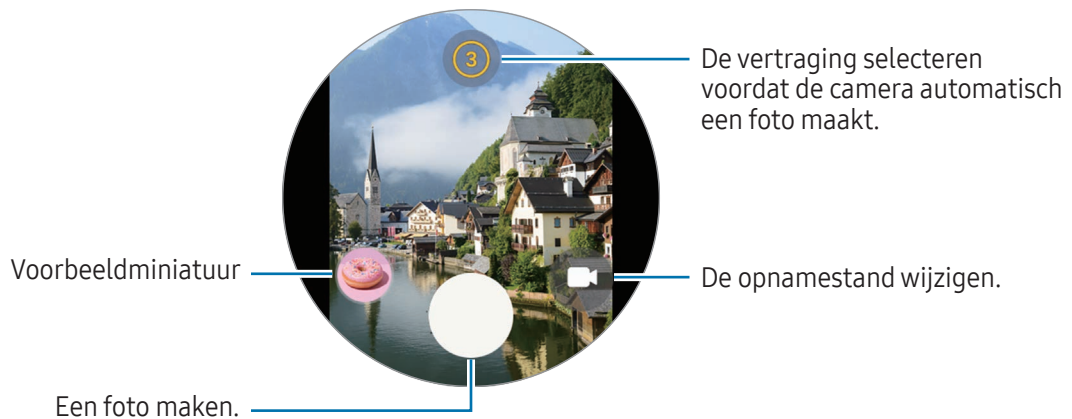 3
De vertraging selecteren
voordat de camera automatisch
een foto maakt.
Voorbeeldminiatuur
De opnamestand wijzigen.
Een foto maken.